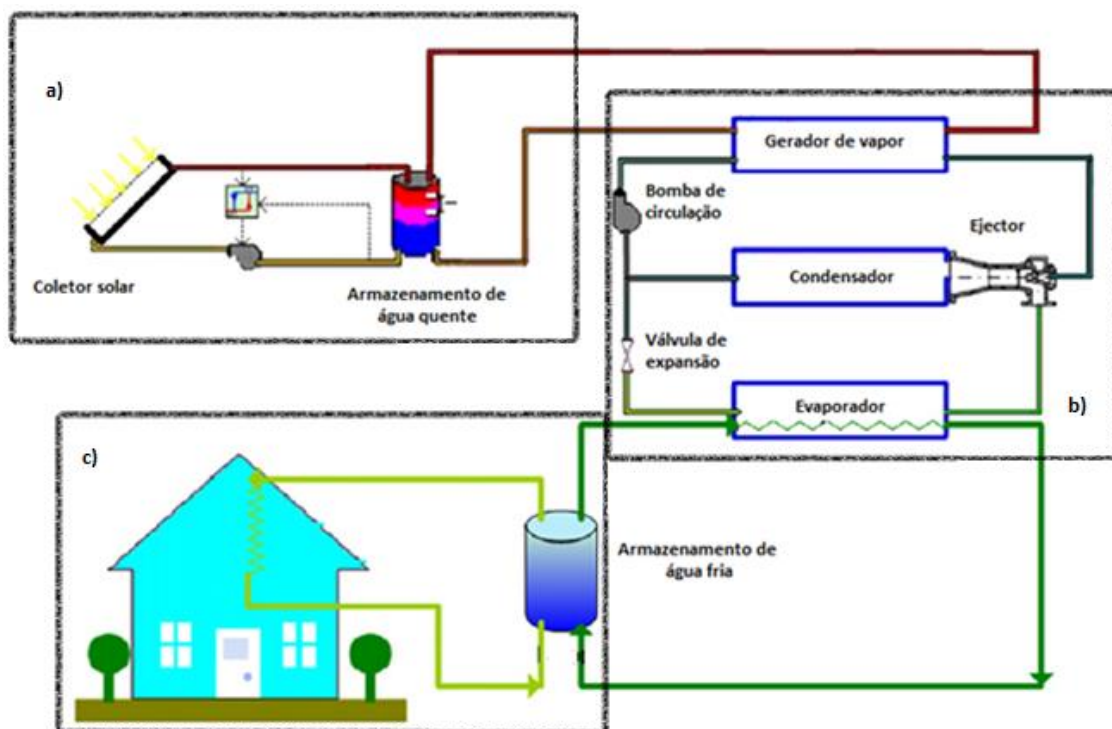 a)
Coletor solar
Armazenamento de
água quente
Gerador de vapor
Bomba de
circulação
Ejector
Condensador
Válvula de
expansão
Evaporador
b)
c)
Armazenamento de
água fria